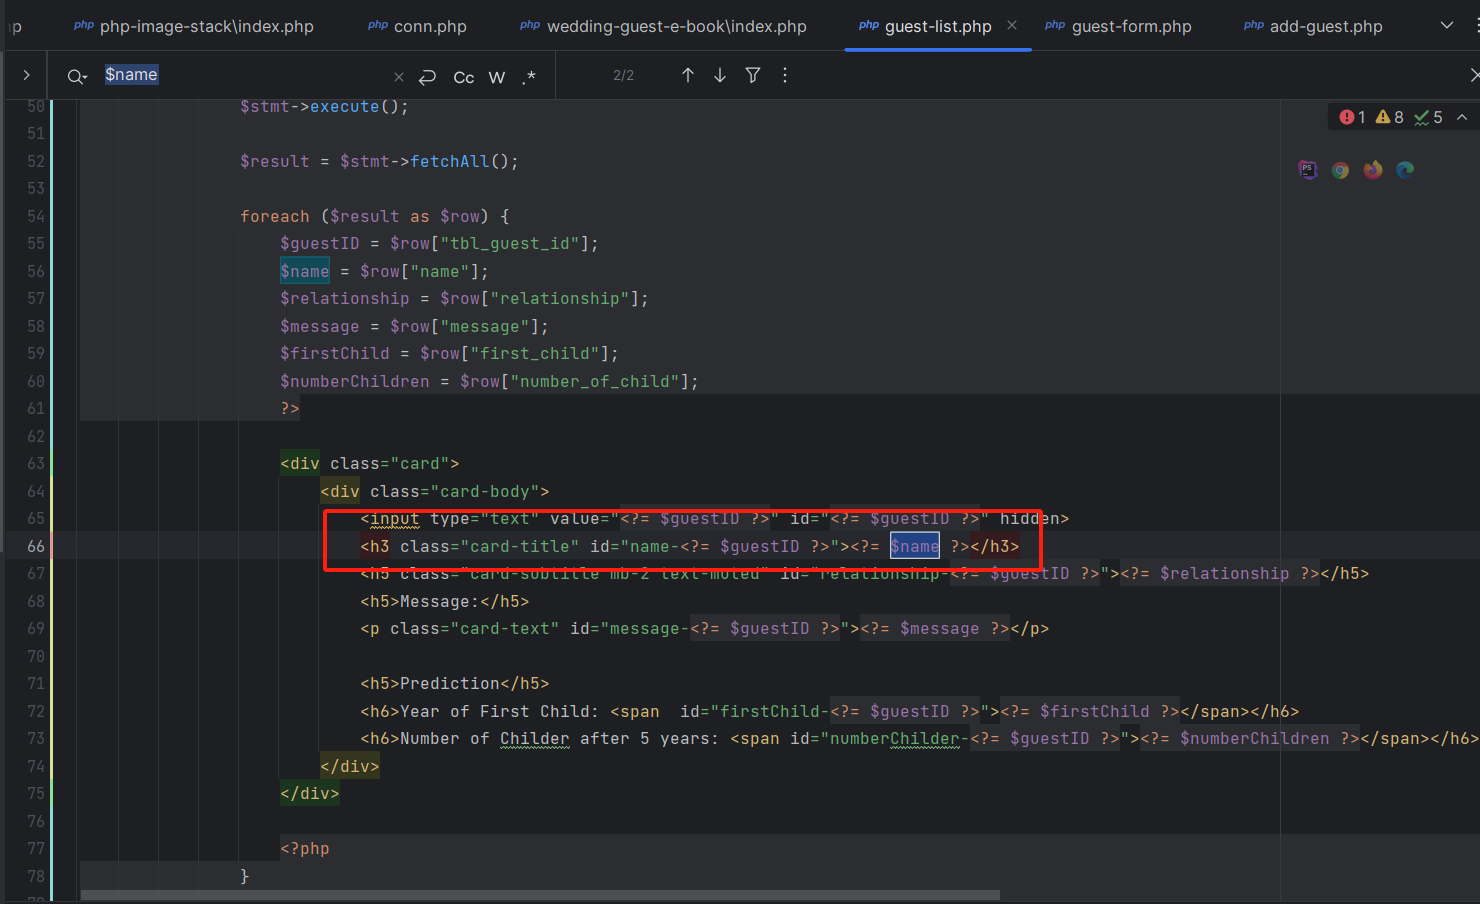 p php php-image-stack\index.php php conn.php php wedding-guest-e-book\index.php php guest-list.php php guest-form.php php add-guest.php
$name Cc W .* 2/2
1 8 5
50 $stmt->execute();
51
52 $result = $stmt->fetchAll();
53
54 foreach ($result as $row) {
55 $guestID = $row["tbl_guest_id"];
56 $name = $row["name"];
57 $relationship = $row["relationship"];
58 $message = $row["message"];
59 $firstChild = $row["first_child"];
60 $numberChildren = $row["number_of_child"];
61 ?>
62
63 <div class="card">
64 <div class="card-body">
65 <input type="text" value="<?= $guestID ?>" id="<?= $guestID ?>" hidden>
66 <h3 class="card-title" id="name-<?= $guestID ?>"><?= $name ?></h3>
67 <h5 class="card-subtitle mb-2 text-muted" id="relationship-<?= $guestID ?>"><?= $relationship ?></h5>
68 <h5>Message:</h5>
69 <p class="card-text" id="message-<?= $guestID ?>"><?= $message ?></p>
70
71 <h5>Prediction</h5>
72 <h6>Year of First Child: <span  id="firstChild-<?= $guestID ?>"><?= $firstChild ?></span></h6>
73 <h6>Number of Childer after 5 years: <span id="numberChilder-<?= $guestID ?>"><?= $numberChildren ?></span></h6>
74 </div>
75 </div>
76
77 <?php
78 }